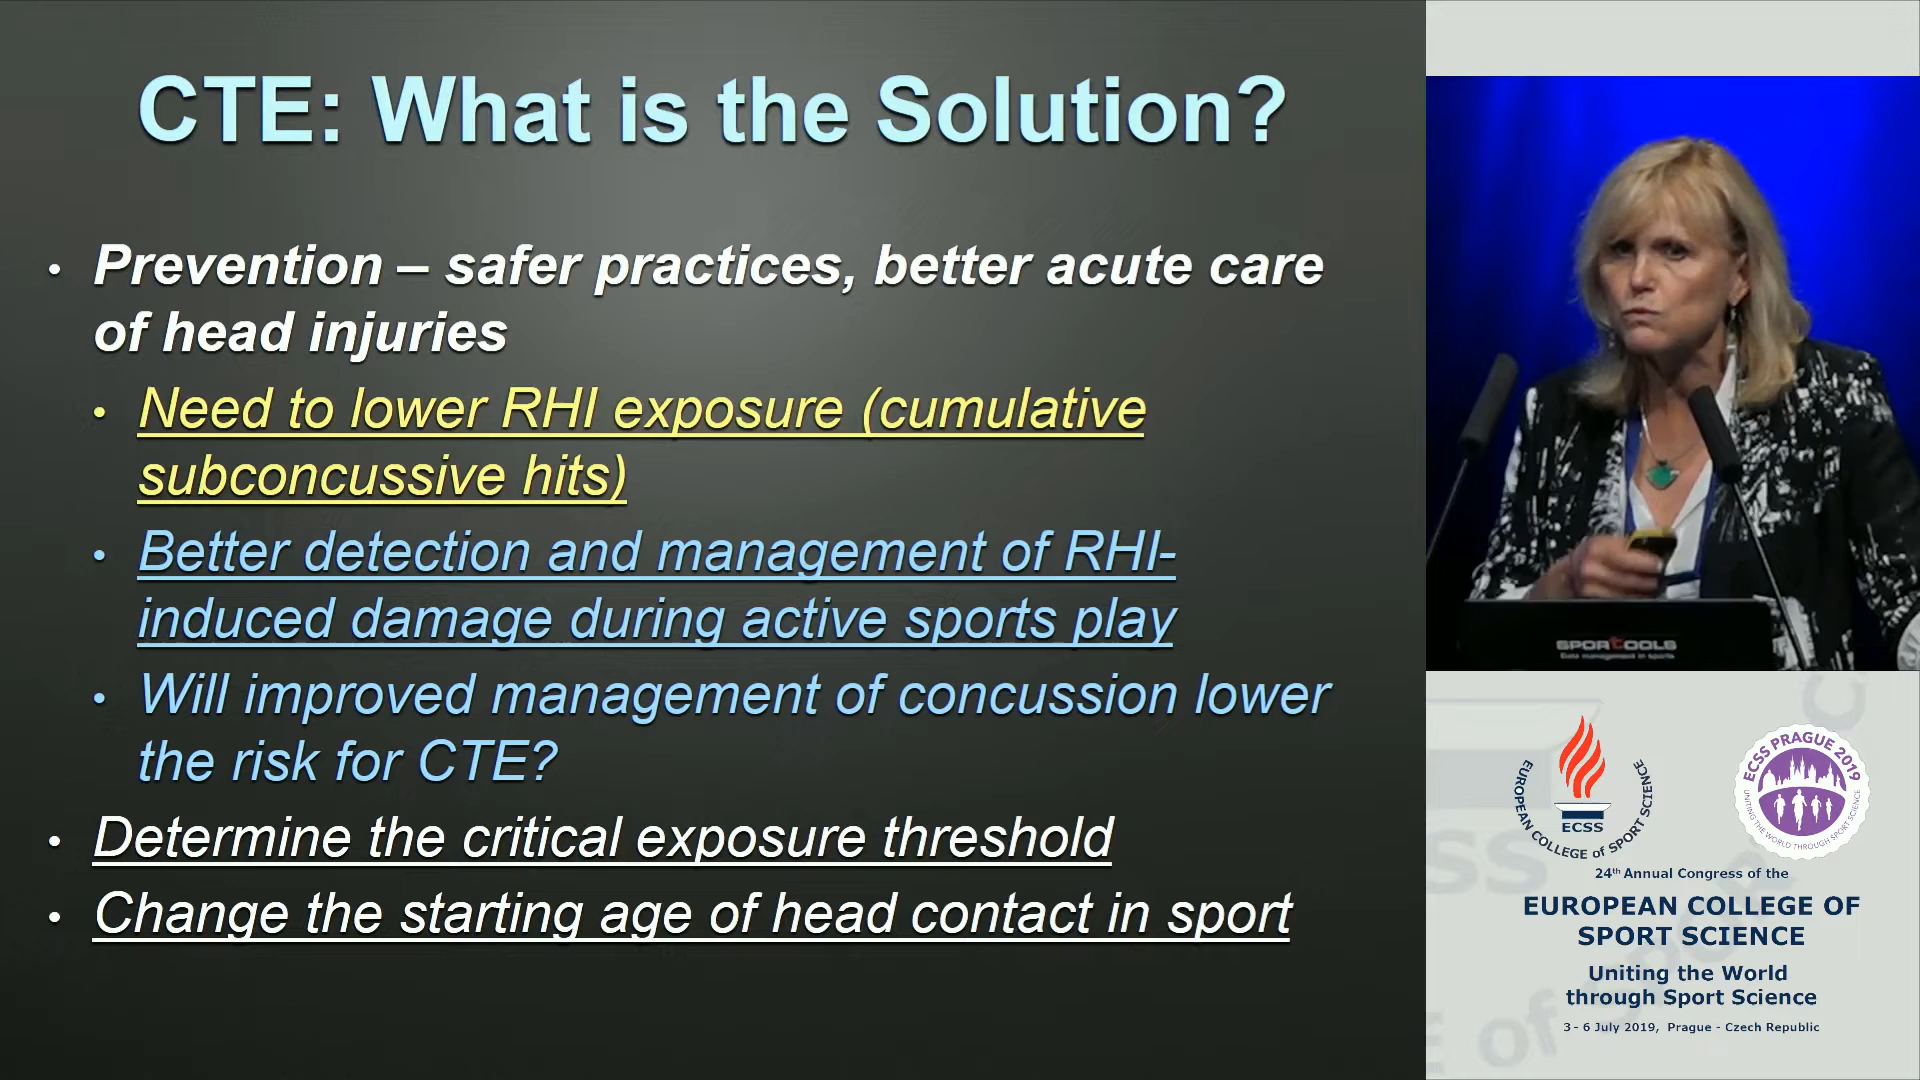 CTE: What is the Solution?
• Prevention – safer practices, better acute care
of head injuries
• Need to lower RHI exposure (cumulative
subconcussive hits)
• Better detection and management of RHI-
induced damage during active sports play
• Will improved management of concussion lower
the risk for CTE?
• Determine the critical exposure threshold
• Change the starting age of head contact in sport
SPORTOOLS
Data management in sports
EUROPEAN COLLEGE of SPORT SCIENCE
ECSS
ECSS PRAGUE 2019
UNITING THE WORLD THROUGH SPORT SCIENCE
24th Annual Congress of the
EUROPEAN COLLEGE OF
SPORT SCIENCE
Uniting the World
through Sport Science
3 - 6 July 2019, Prague - Czech Republic